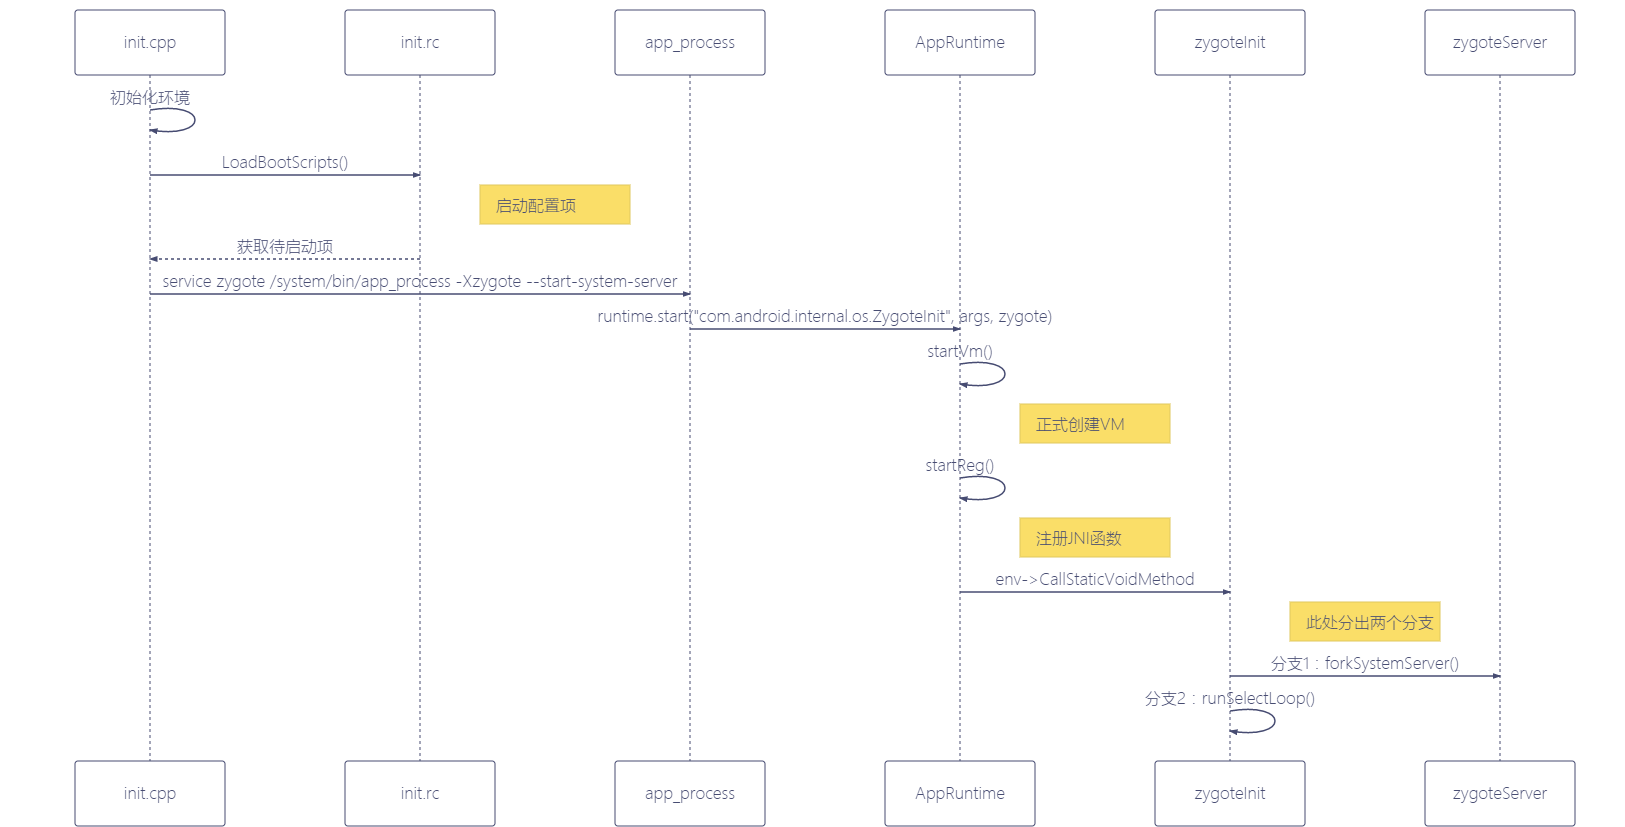 init.cpp
init.rc
app_process
AppRuntime
zygoteInit
zygoteServer
初始化环境
LoadBootScripts()
启动配置项
获取待启动项
service zygote /system/bin/app_process -Xzygote --start-system-server
runtime.start("com.android.internal.os.ZygoteInit", args, zygote)
startVm()
正式创建VM
startReg()
注册JNI函数
env->CallStaticVoidMethod
此处分出两个分支
分支1：forkSystemServer()
分支2：runSelectLoop()
init.cpp
init.rc
app_process
AppRuntime
zygoteInit
zygoteServer